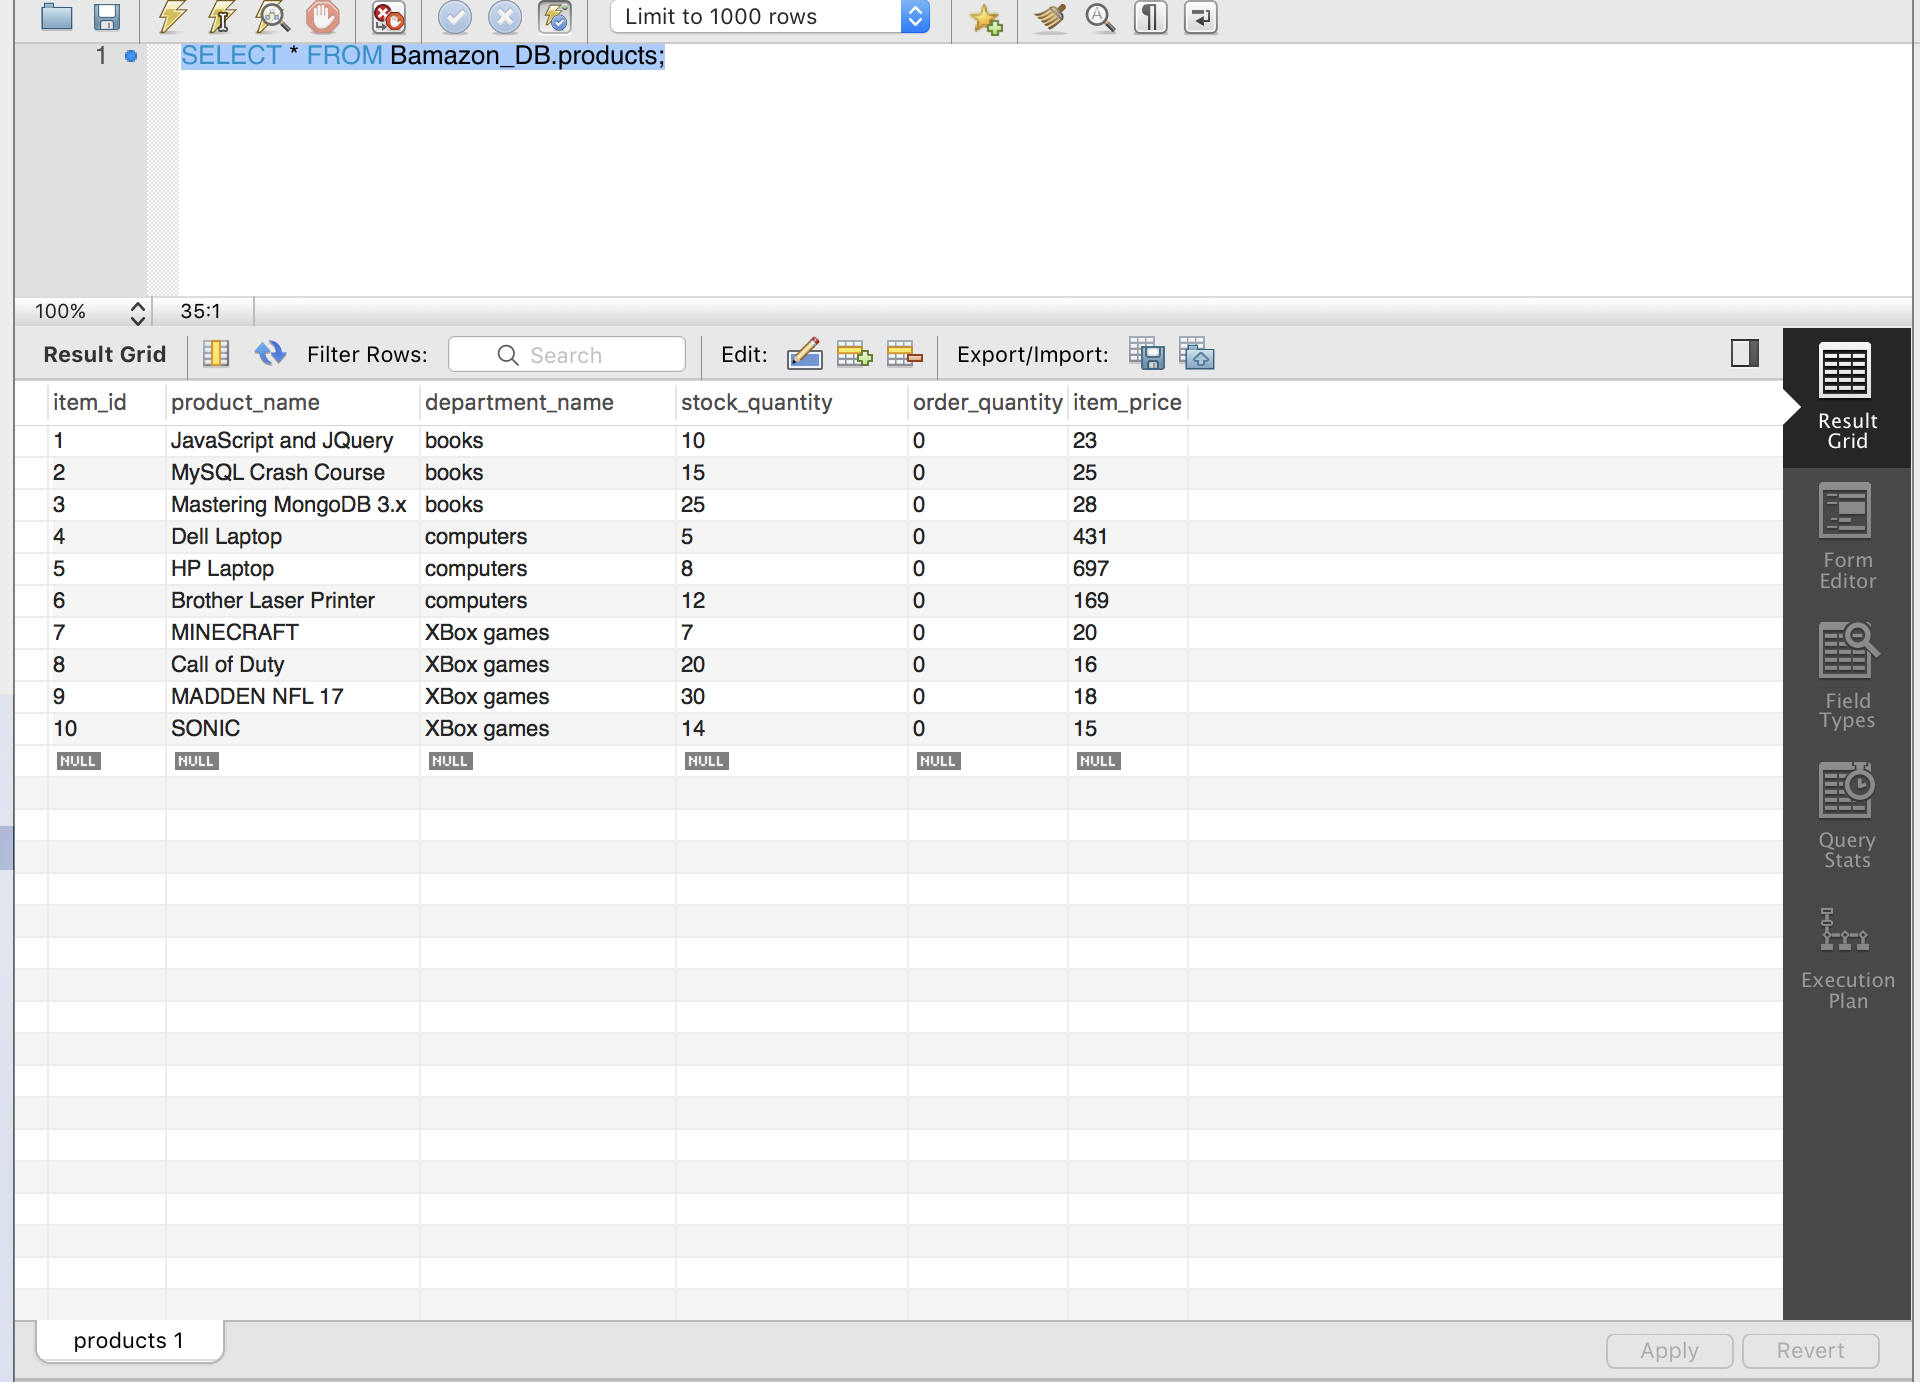 Limit to 1000 rows
1 SELECT * FROM Bamazon_DB.products;
100% 35:1
Result Grid Filter Rows: Search Edit: Export/Import:
item_id product_name department_name stock_quantity order_quantity item_price
1 JavaScript and JQuery books 10 0 23
2 MySQL Crash Course books 15 0 25
3 Mastering MongoDB 3.x books 25 0 28
4 Dell Laptop computers 5 0 431
5 HP Laptop computers 8 0 697
6 Brother Laser Printer computers 12 0 169
7 MINECRAFT XBox games 7 0 20
8 Call of Duty XBox games 20 0 16
9 MADDEN NFL 17 XBox games 30 0 18
10 SONIC XBox games 14 0 15
NULL NULL NULL NULL NULL NULL
Result
Grid
Form
Editor
Field
Types
Query
Stats
Execution
Plan
products 1
Apply Revert